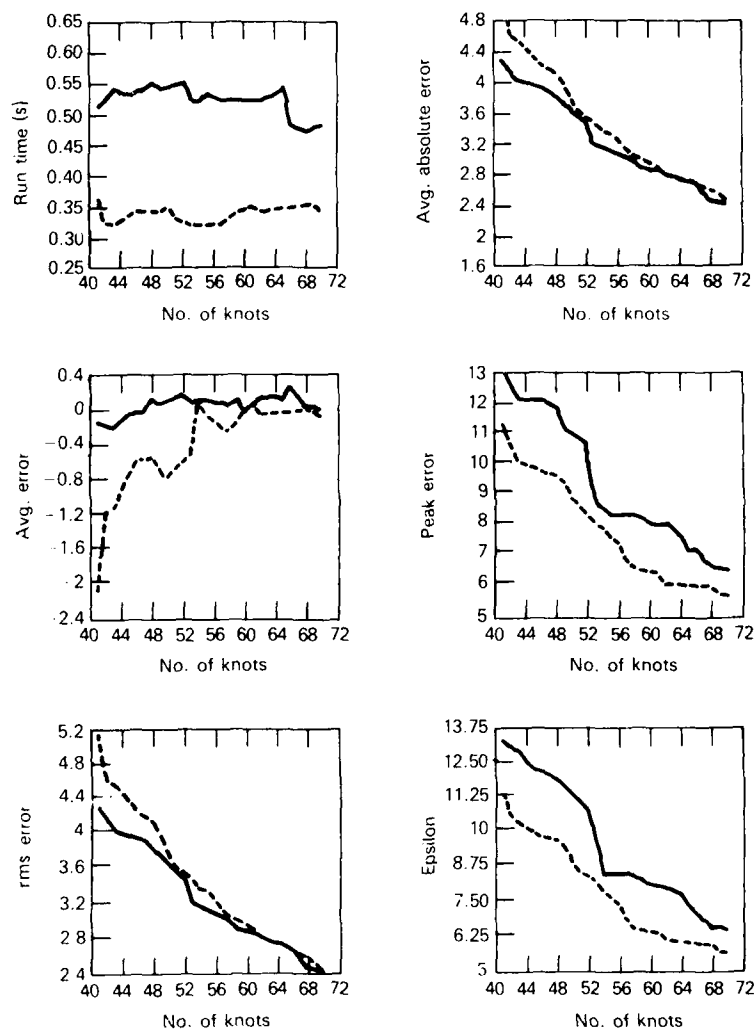 0.65
0.60
0.55
0.50
0.45
0.40
0.35
0.30
0.25
Run time (s)
40 44 48 52 56 60 64 68 72
No. of knots
4.8
4
3.6
3.2
2.8
2.4
2
1.6
Avg. absolute error
40 44 48 52 56 60 64 68 72
No. of knots
0.4
0
-0.4
-0.8
-1.2
-1.6
-2
-2.4
Avg. error
40 44 48 52 56 60 64 68 72
No. of knots
13
12
11
10
9
8
7
6
5
Peak error
40 44 48 52 56 60 64 68 72
No. of knots
5.2
4.8
4.4
4
3.6
3.2
2.8
2 4
rms error
40 44 48 52 56 60 64 68 72
No. of knots
13.75
12.50
11.25
10
8.75
7.50
6.25
5
Epsilon
40 44 48 52 56 60 64 68 72
No. of knots